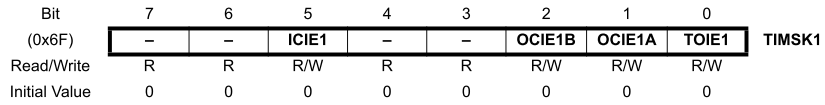 Bit 7 6 5 4 3 2 1 0
(0x6F) – – ICIE1 – – OCIE1B OCIE1A TOIE1 TIMSK1
Read/Write R R R/W R R R/W R/W R/W
Initial Value 0 0 0 0 0 0 0 0